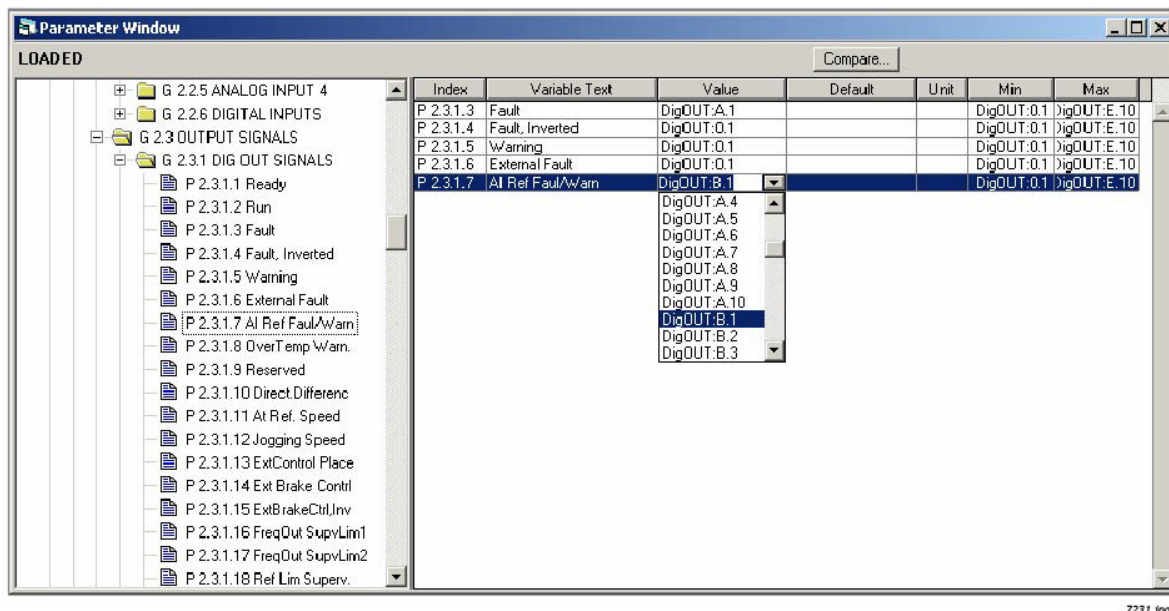 Parameter Window
LOADED
Compare...
G 2.2.5 ANALOG INPUT 4
G 2.2.6 DIGITAL INPUTS
G 2.3 OUTPUT SIGNALS
G 2.3.1 DIG OUT SIGNALS
P 2.3.1.1 Ready
P 2.3.1.2 Run
P 2.3.1.3 Fault
P 2.3.1.4 Fault, Inverted
P 2.3.1.5 Warning
P 2.3.1.6 External Fault
P 2.3.1.7 AI Ref Faul/Warn
P 2.3.1.8 OverTemp Warn.
P 2.3.1.9 Reserved
P 2.3.1.10 Direct.Differenc
P 2.3.1.11 At Ref. Speed
P 2.3.1.12 Jogging Speed
P 2.3.1.13 ExtControl Place
P 2.3.1.14 Ext Brake Contrl
P 2.3.1.15 ExtBrakeCtrl,Inv
P 2.3.1.16 FreqOut SupvLim1
P 2.3.1.17 FreqOut SupvLim2
P 2.3.1.18 Ref Lim Superv.
Index Variable Text Value Default Unit Min Max
P 2.3.1.3 Fault DigOUT:A.1 DigOUT:0.1 DigOUT:E.10
P 2.3.1.4 Fault, Inverted DigOUT:0.1 DigOUT:0.1 DigOUT:E.10
P 2.3.1.5 Warning DigOUT:0.1 DigOUT:0.1 DigOUT:E.10
P 2.3.1.6 External Fault DigOUT:0.1 DigOUT:0.1 DigOUT:E.10
P 2.3.1.7 AI Ref Faul/Warn DigOUT:B.1 DigOUT:0.1 DigOUT:E.10
DigOUT:A.4
DigOUT:A.5
DigOUT:A.6
DigOUT:A.7
DigOUT:A.8
DigOUT:A.9
DigOUT:A.10
DigOUT:B.1
DigOUT:B.2
DigOUT:B.3